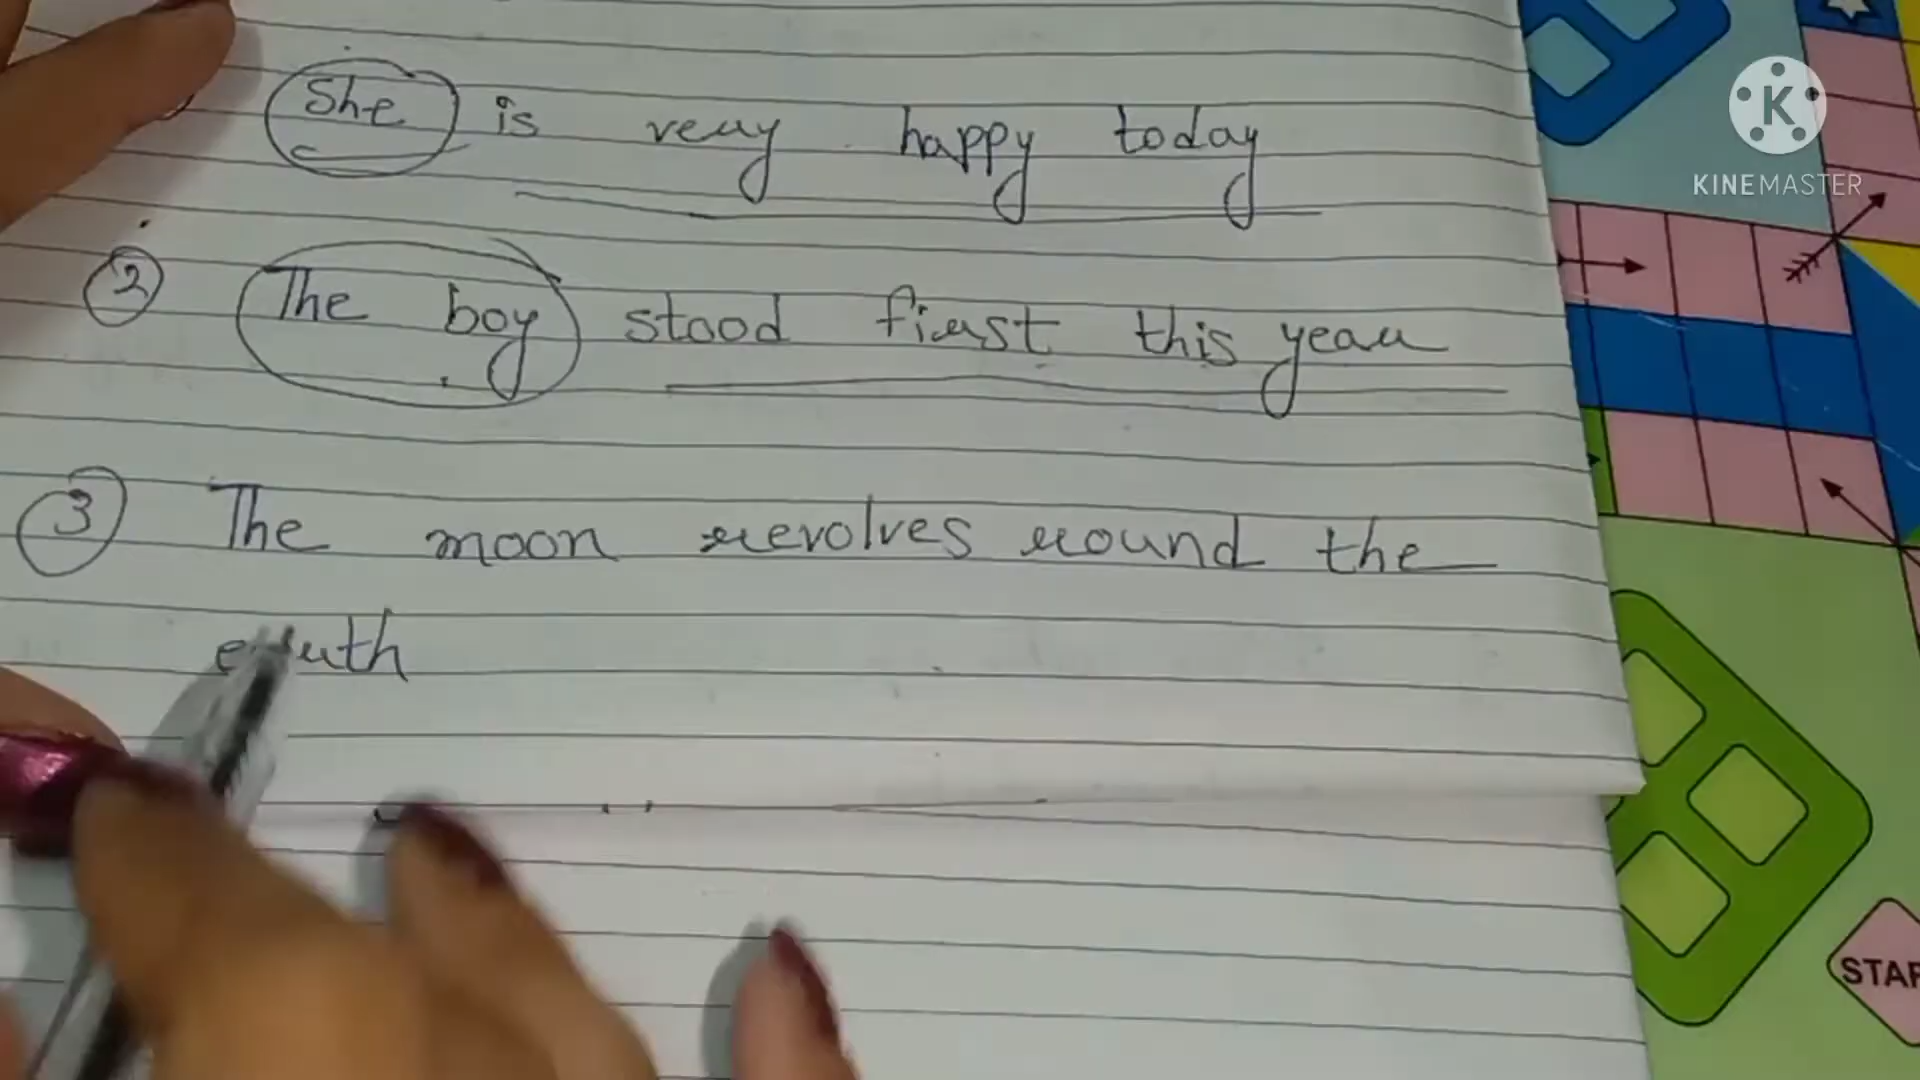 She is very happy today
KINEMASTER
2 The boy stood first this year
3 The moon revolves round the
earth